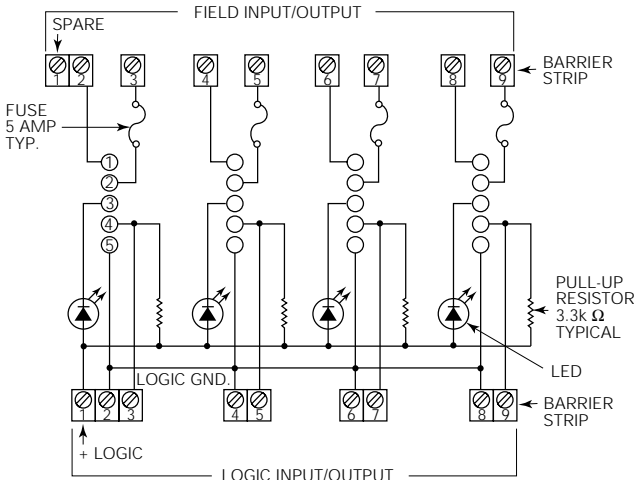 FIELD INPUT/OUTPUT
SPARE
1 2 3 4 5 6 7 8 9
BARRIER
STRIP
FUSE
5 AMP
TYP.
1
2
3
4
5
PULL-UP
RESISTOR
3.3k Ω
TYPICAL
LED
LOGIC GND.
1 2 3 4 5 6 7 8 9
BARRIER
STRIP
+ LOGIC
LOGIC INPUT/OUTPUT